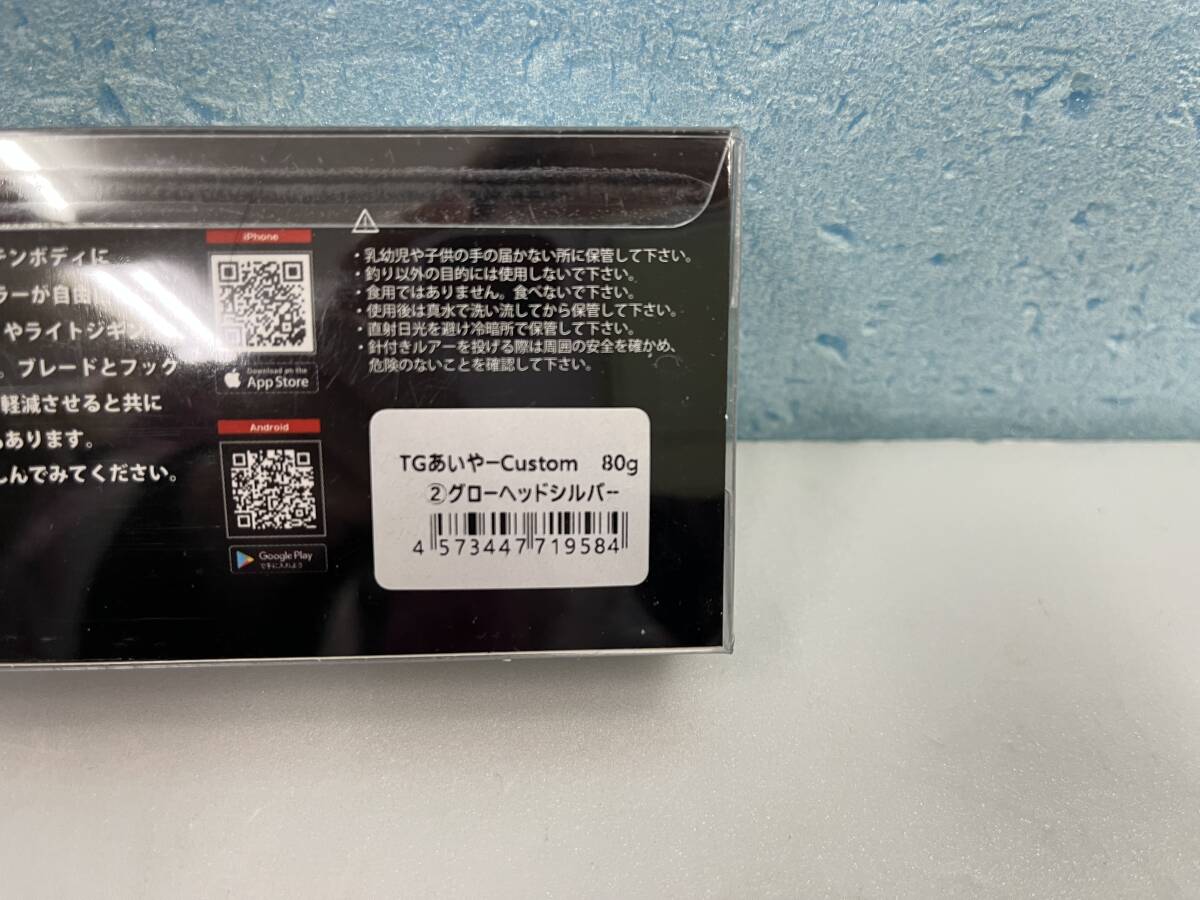 テンボディに
ラーが自由に
やライトジギン
。ブレードとフック
軽減させると共に
もあります。
しんでみてください。
iPhone
Download on the
App Store
Android
Google Play
で手に入れよう
・乳幼児や子供の手の届かない所に保管して下さい。
・釣り以外の目的には使用しないで下さい。
・食用ではありません。食べないで下さい。
・使用後は真水で洗い流してから保管して下さい。
・直射日光を避け冷暗所で保管して下さい。
・針付きルアーを投げる際は周囲の安全を確かめ、
危険のないことを確認して下さい。
TGあいやーCustom 80g
②グローヘッドシルバー
4 573447 719584